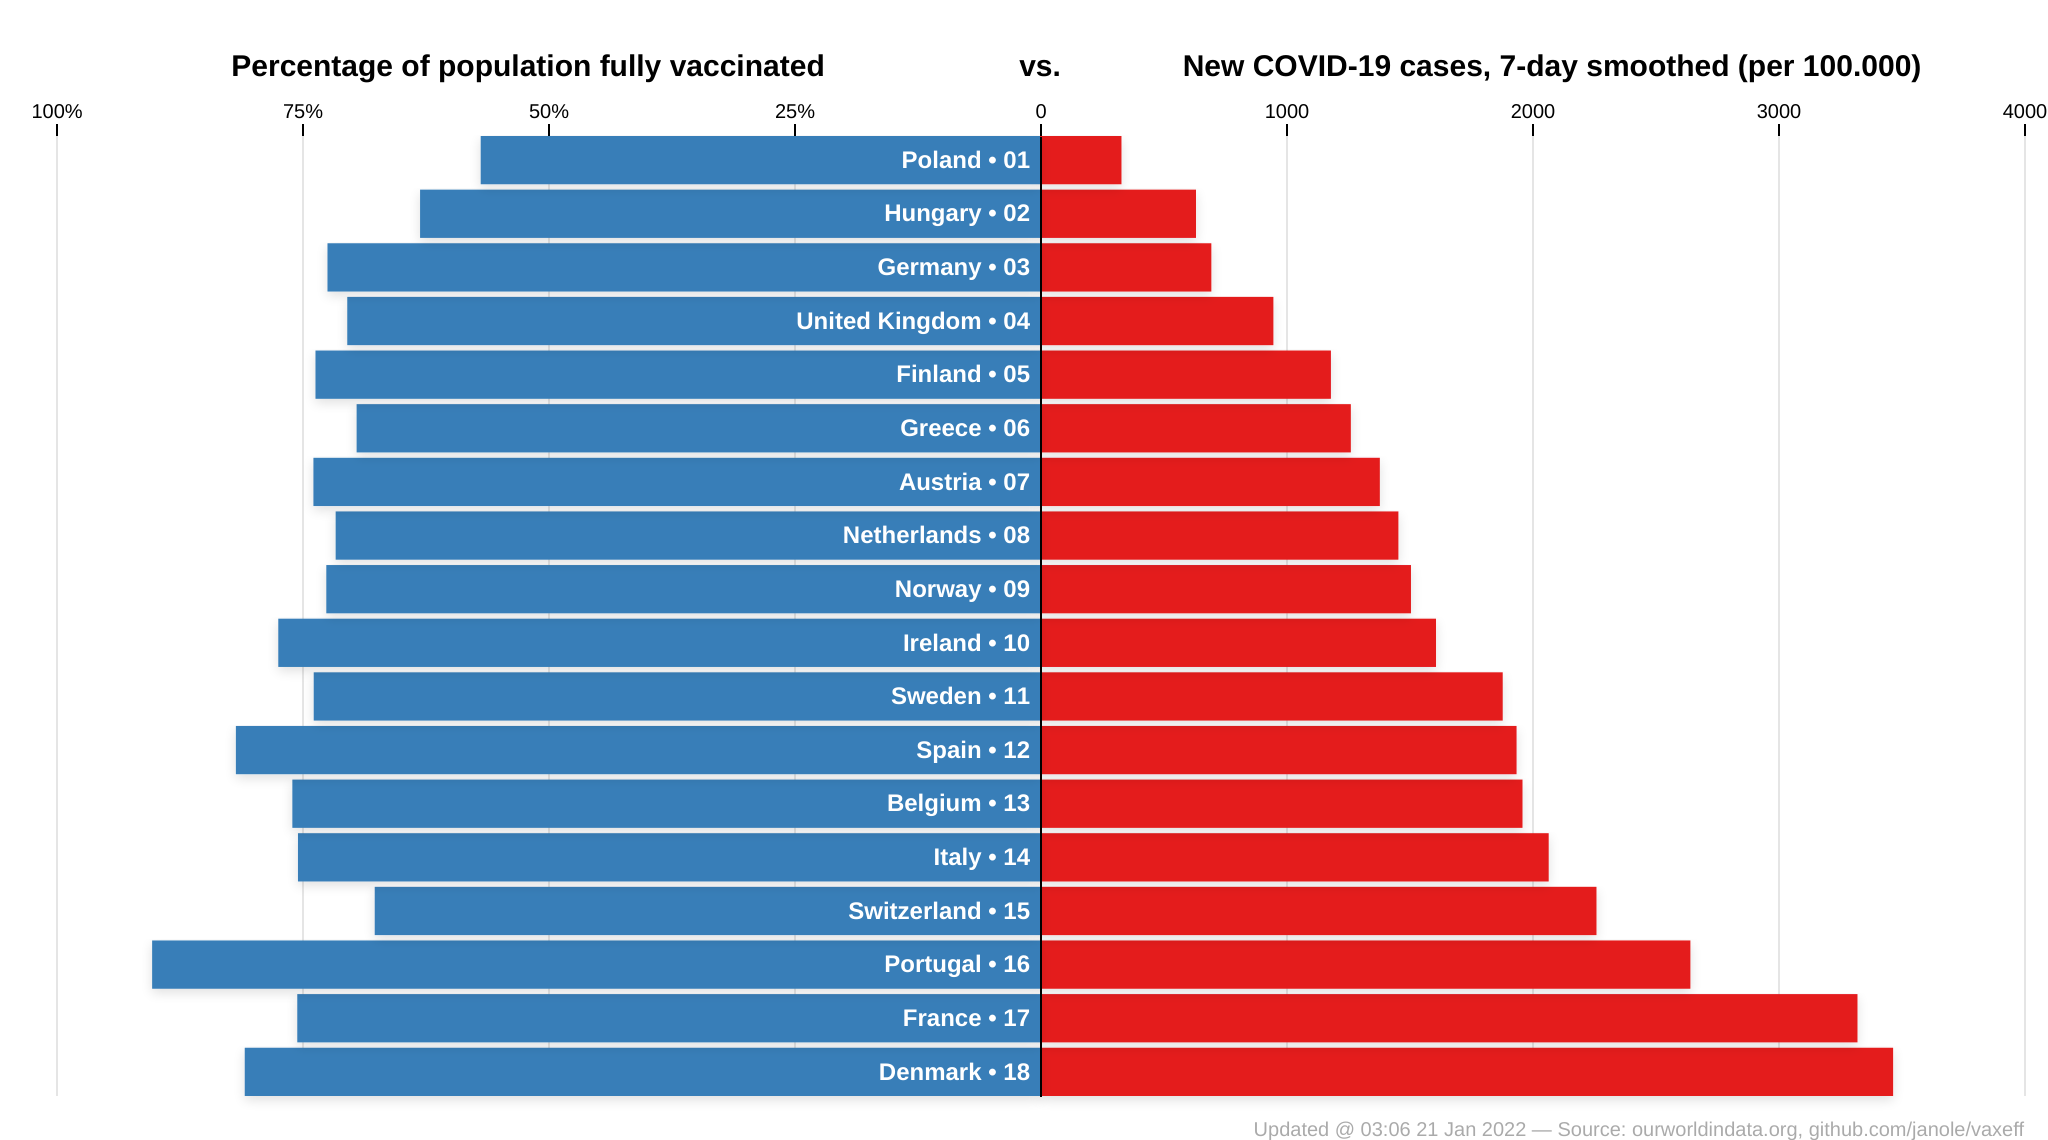 Percentage of population fully vaccinated vs. New COVID-19 cases, 7-day smoothed (per 100.000)
100% 75% 50% 25% 0 1000 2000 3000 4000
Poland • 01
Hungary • 02
Germany • 03
United Kingdom • 04
Finland • 05
Greece • 06
Austria • 07
Netherlands • 08
Norway • 09
Ireland • 10
Sweden • 11
Spain • 12
Belgium • 13
Italy • 14
Switzerland • 15
Portugal • 16
France • 17
Denmark • 18
Updated @ 03:06 21 Jan 2022 — Source: ourworldindata.org, github.com/janole/vaxeff